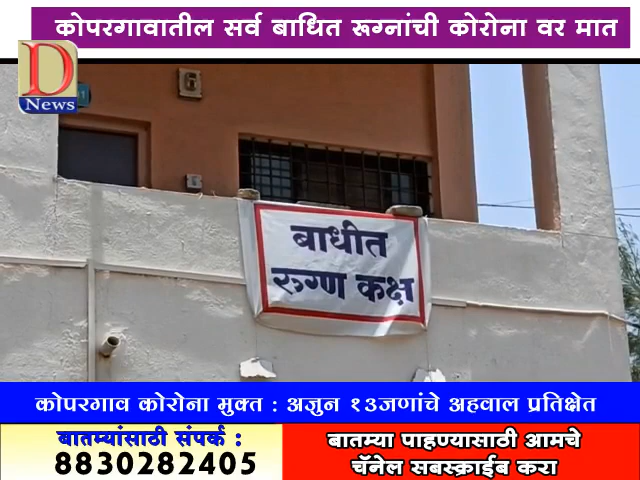 कोपरगावातील सर्व बाधित रूग्नांची कोरोना वर मात
D
News
6
बाधीत
रुग्ण कक्ष
कोपरगाव कोरोना मुक्त : अजुन १३जणांचे अहवाल प्रतिक्षेत
बातम्यांसाठी संपर्क :
8830282405
बातम्या पाहण्यासाठी आमचे
चॅनेल सबस्क्राईब करा